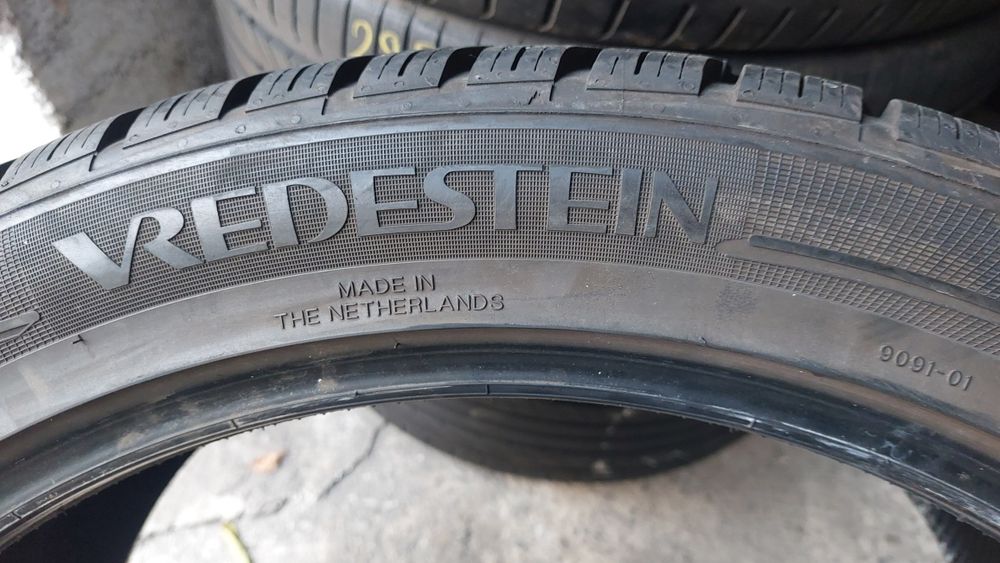 VREDESTEIN
MADE IN
THE NETHERLANDS
9091-01